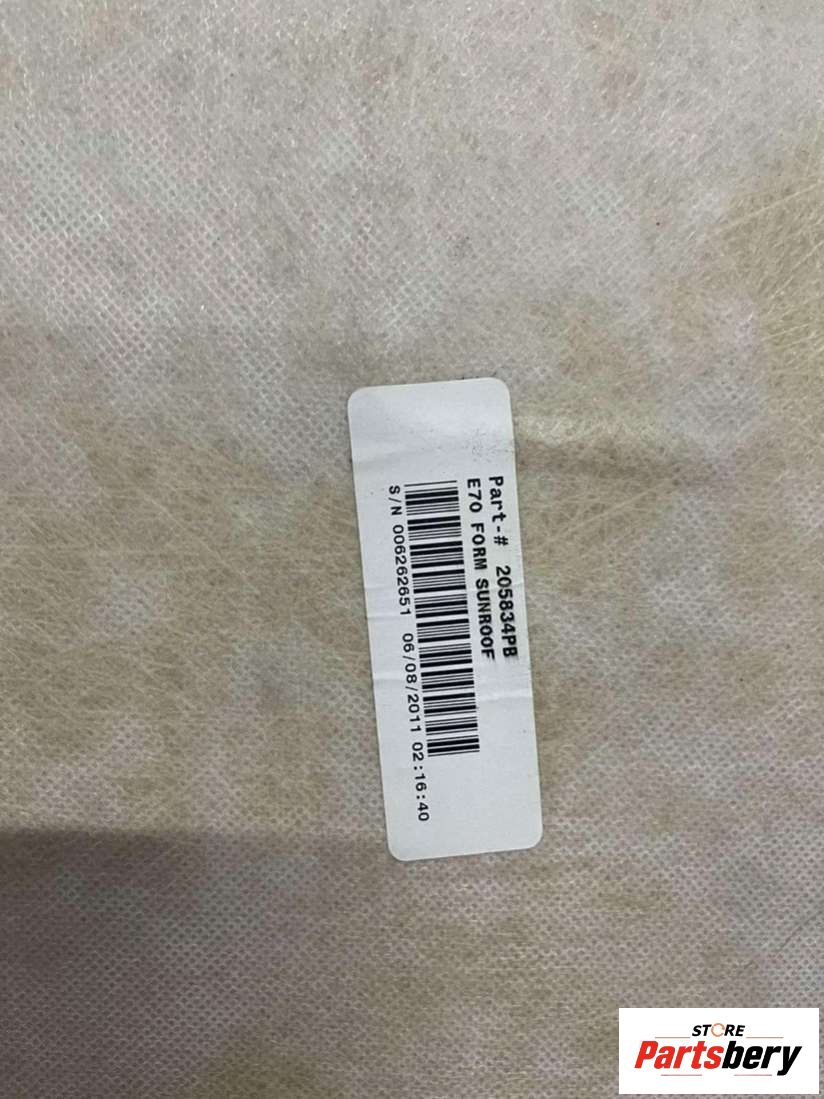 Part-# 205834PB
E70 FORM SUNROOF
S/N 006262651 06/08/2011 02:16:40
STORE
Partsbery